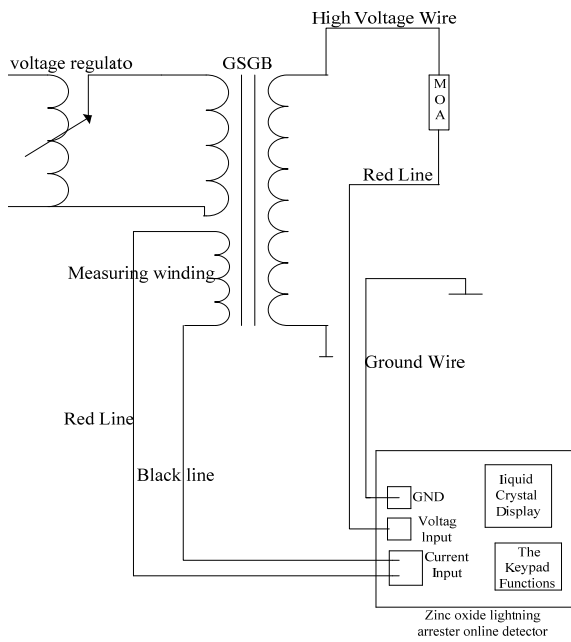 High Voltage Wire
voltage regulato
GSGB
M
O
A
Red Line
Measuring winding
Ground Wire
Red Line
Black line
GND
liquid
Crystal
Display
Voltag
Input
Current
Input
The
Keypad
Functions
Zinc oxide lightning
arrester online detector